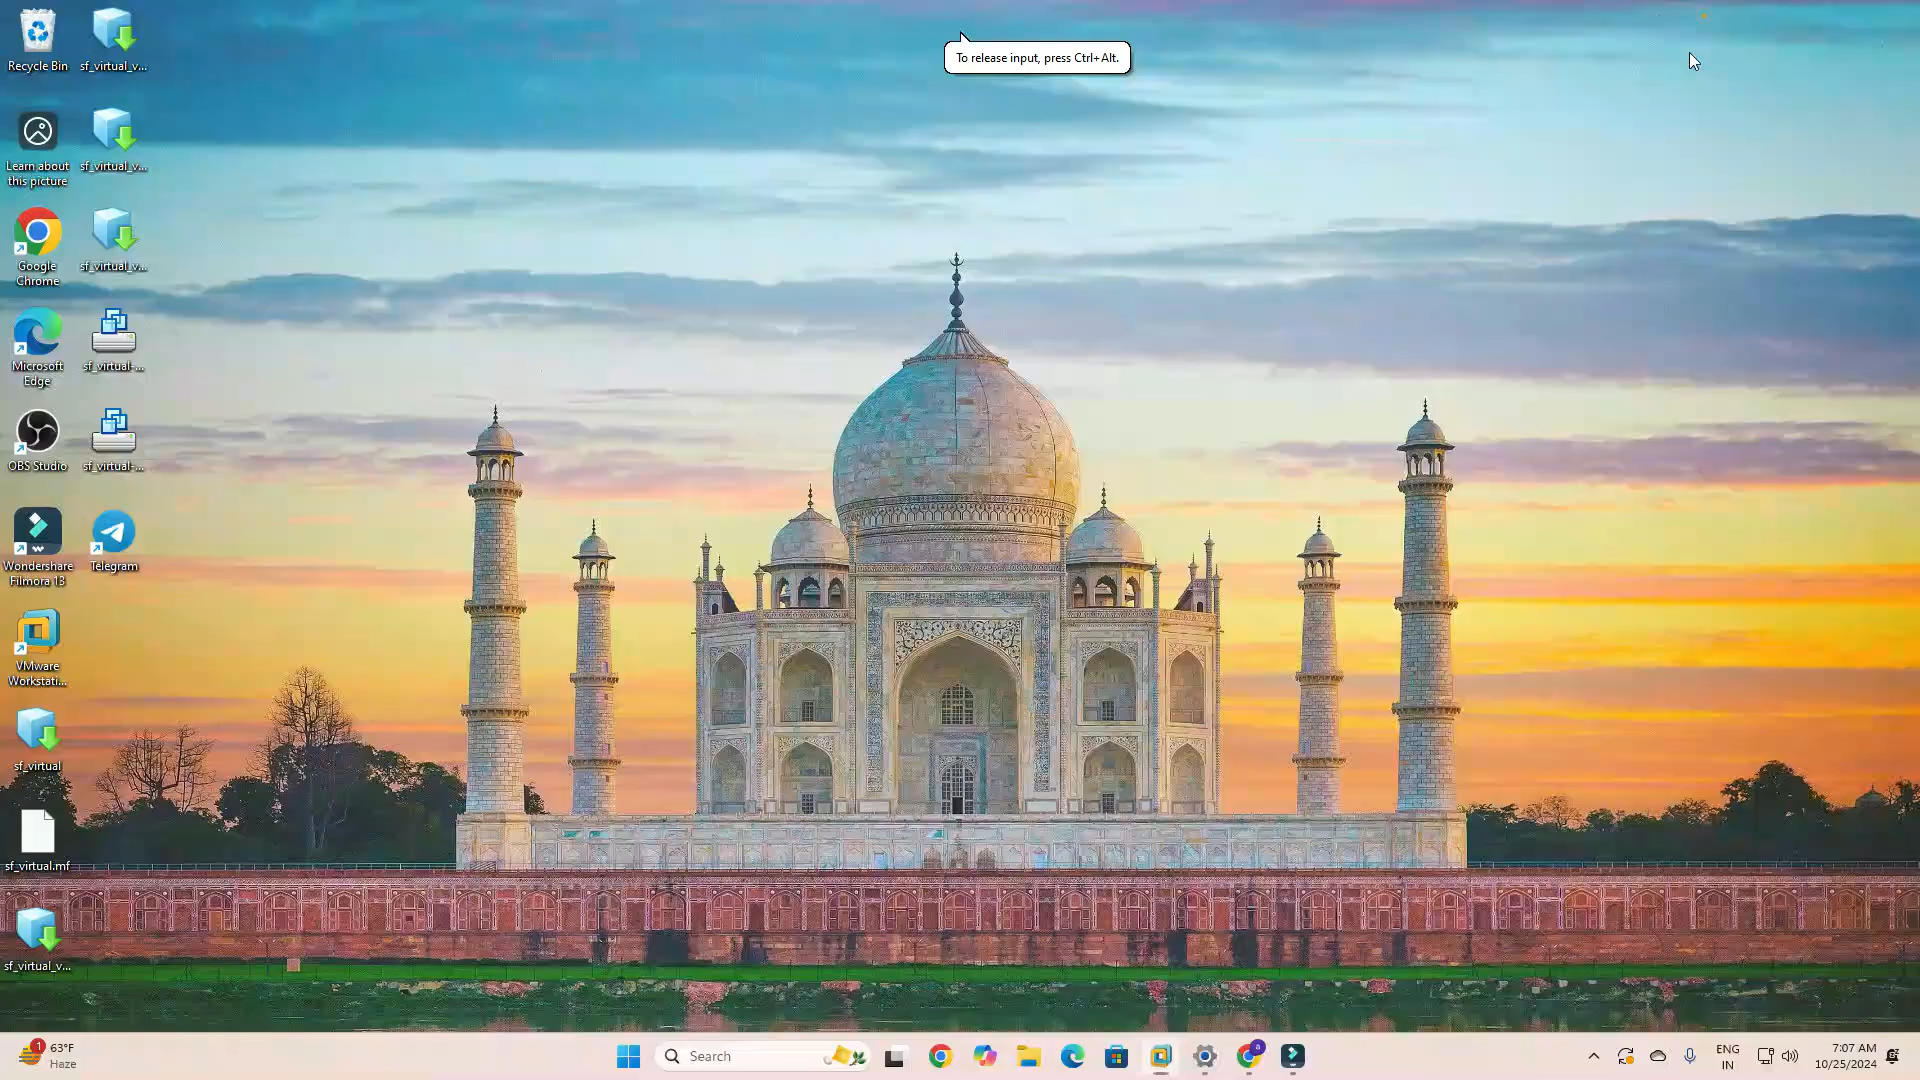 To release input, press Ctrl+Alt.
Recycle Bin
sf_virtual_v...
Learn about
this picture
sf_virtual_v...
Google
Chrome
sf_virtual_v...
Microsoft
Edge
sf_virtual-...
OBS Studio
sf_virtual-...
Wondershare
Filmora 13
Telegram
VMware
Workstati...
sf_virtual
sf_virtual.mf
sf_virtual_v...
1
63°F
Haze
Search
a
ENG
IN
7:07 AM
10/25/2024